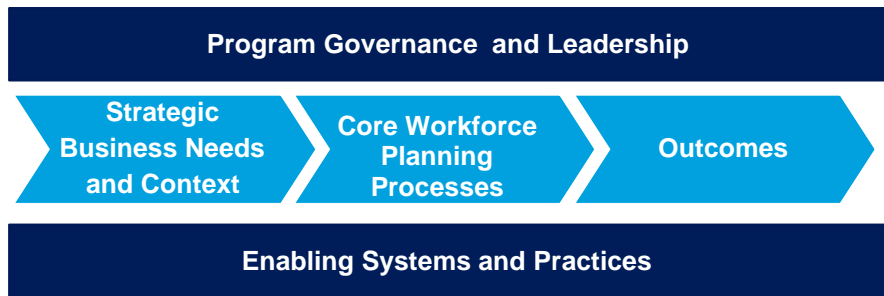 Program Governance and Leadership
Strategic
Business Needs
and Context
Core Workforce
Planning
Processes
Outcomes
Enabling Systems and Practices